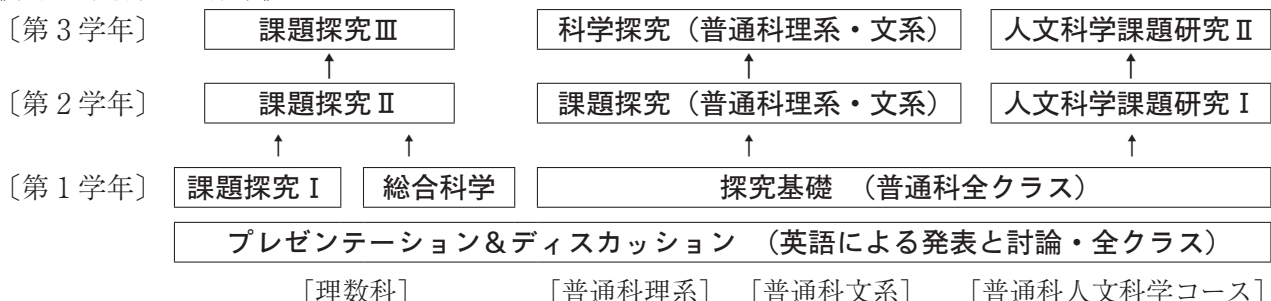 〔第3学年〕 課題探究Ⅲ 科学探究（普通科理系・文系） 人文科学課題研究Ⅱ
↑ ↑ ↑
〔第2学年〕 課題探究Ⅱ 課題探究（普通科理系・文系） 人文科学課題研究Ⅰ
↑ ↑ ↑ ↑
〔第1学年〕 課題探究Ⅰ 総合科学 探究基礎 （普通科全クラス）
プレゼンテーション＆ディスカッション （英語による発表と討論・全クラス）
［理数科］ ［普通科理系］ ［普通科文系］ ［普通科人文科学コース］